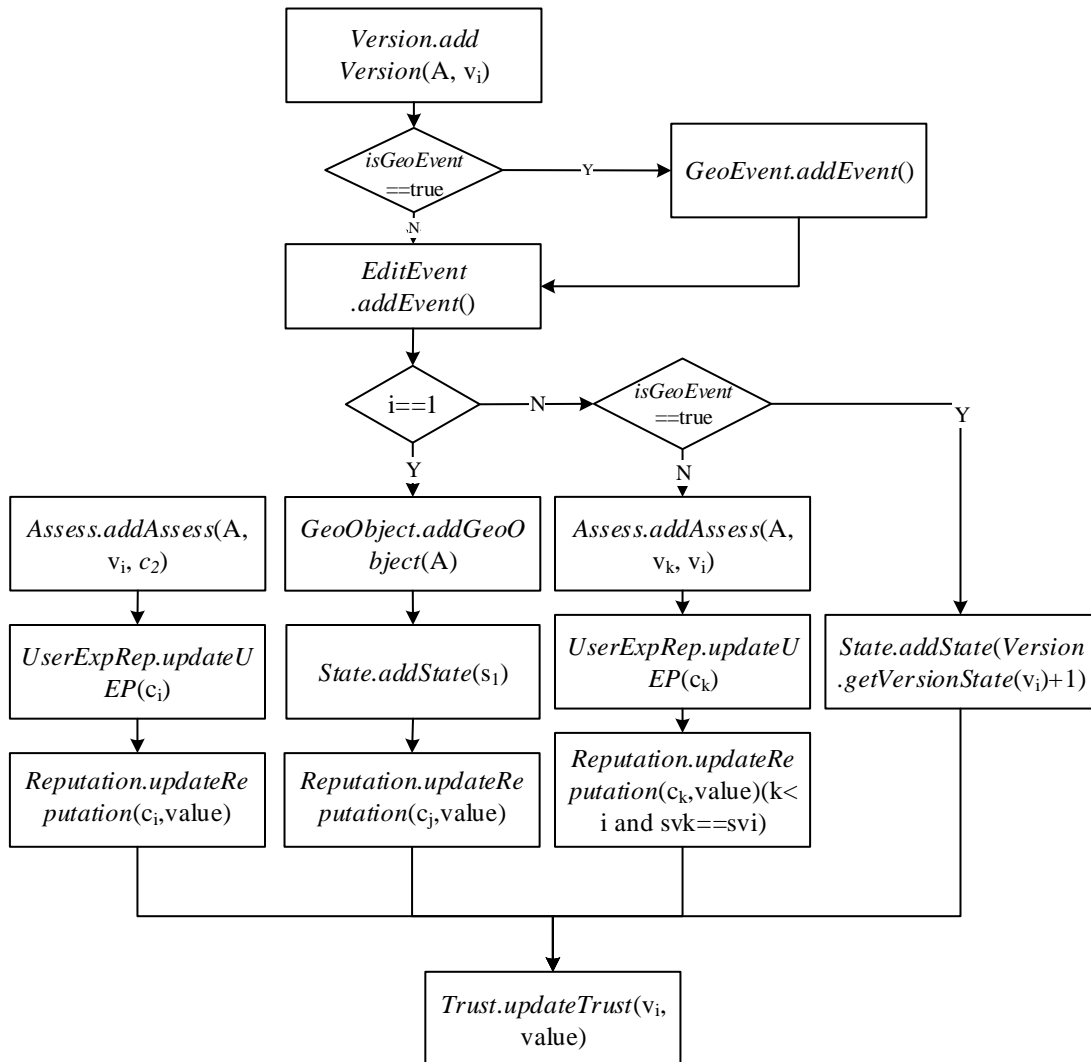 Version.add
Version(A, vi)
isGeoEvent
==true
Y
GeoEvent.addEvent()
N
EditEvent
.addEvent()
i==1
N
isGeoEvent
==true
Y
Y
N
Assess.addAssess(A,
vi, c2)
GeoObject.addGeoO
bject(A)
Assess.addAssess(A,
vk, vi)
UserExpRep.updateU
EP(ci)
State.addState(s1)
UserExpRep.updateU
EP(ck)
State.addState(Version
.getVersionState(vi)+1)
Reputation.updateRe
putation(ci,value)
Reputation.updateRe
putation(cj,value)
Reputation.updateRe
putation(ck,value)(k<
i and svk==svi)
Trust.updateTrust(vi,
value)